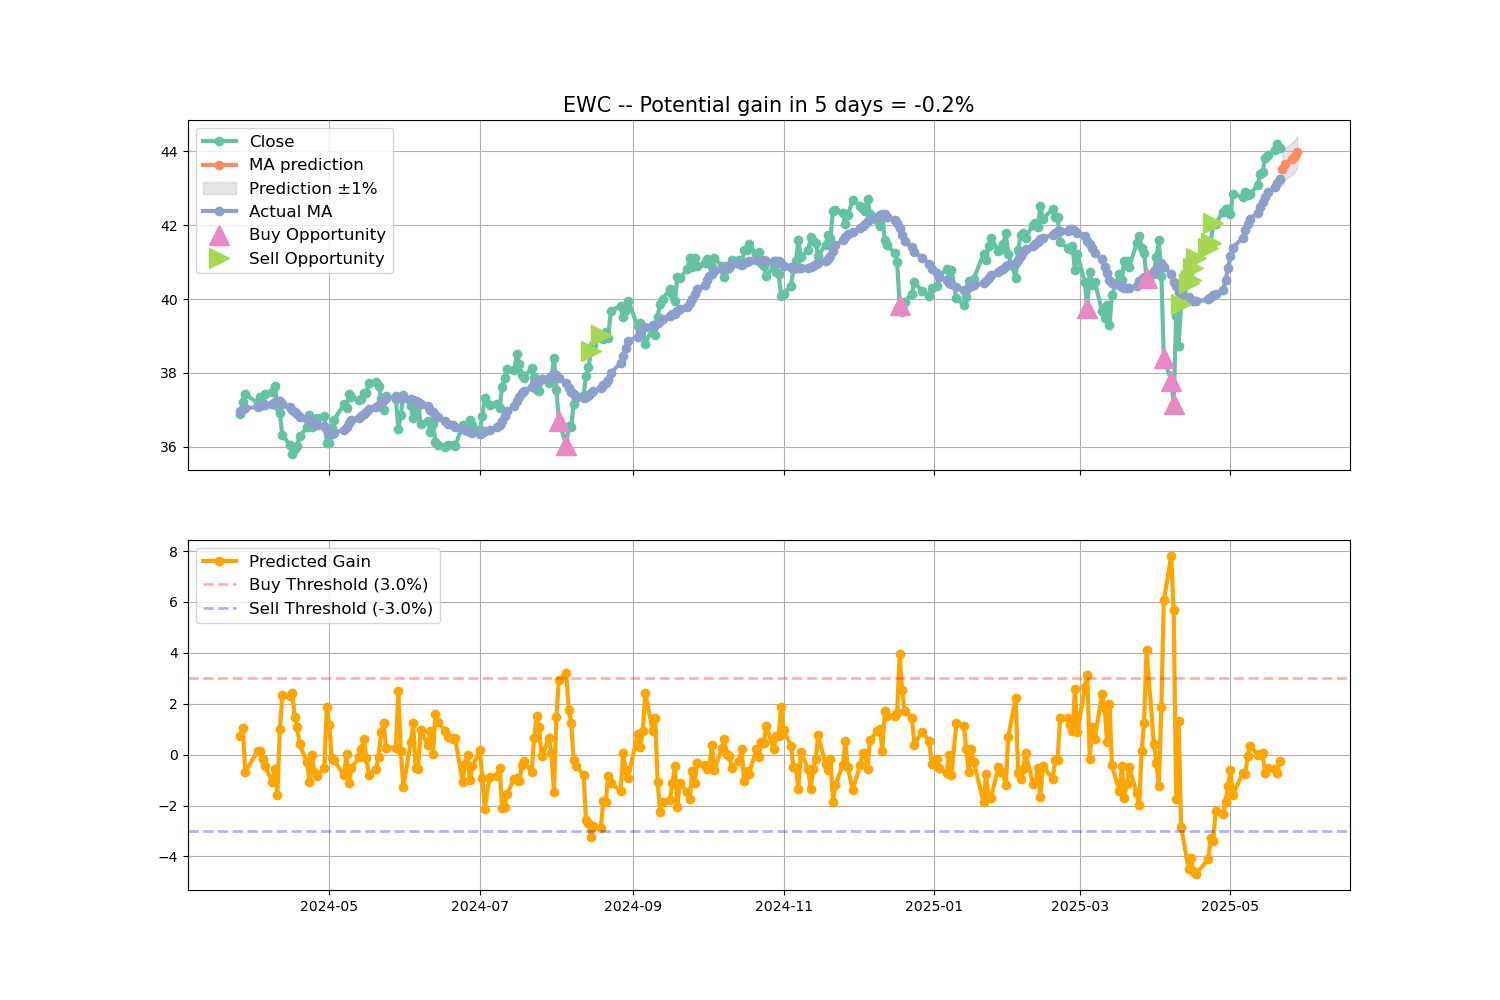 EWC -- Potential gain in 5 days = -0.2%
Close
MA prediction
Prediction ±1%
Actual MA
Buy Opportunity
Sell Opportunity
44
42
40
38
36
Predicted Gain
Buy Threshold (3.0%)
Sell Threshold (-3.0%)
8
6
4
2
0
−2
−4
2024-05 2024-07 2024-09 2024-11 2025-01 2025-03 2025-05